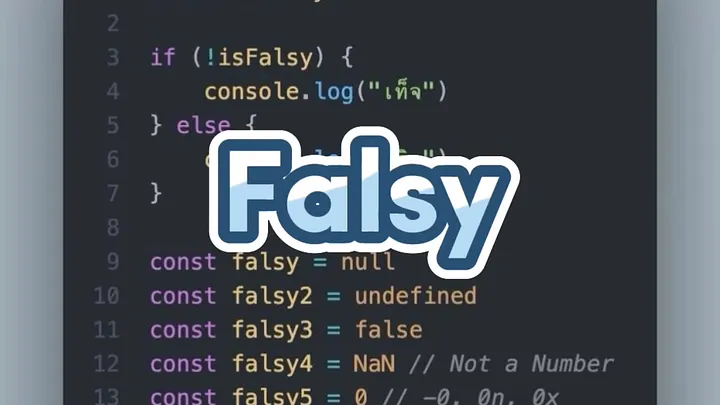 2
3 if (!isFalsy) {
4 console.log("เท็จ")
5 } else {
6
7 }
Falsy
8
9 const falsy = null
10 const falsy2 = undefined
11 const falsy3 = false
12 const falsy4 = NaN // Not a Number
13 const falsy5 = 0 // -0, 0n, 0x